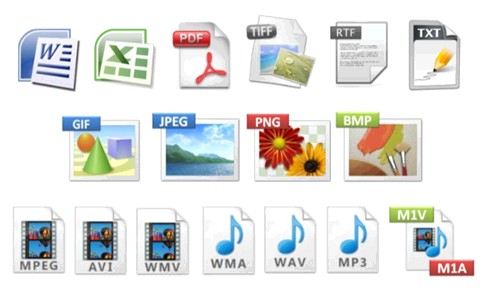 W X PDF TIFF RTF TXT
GIF JPEG PNG BMP
MPEG AVI WMV WMA WAV MP3 M1V
M1A